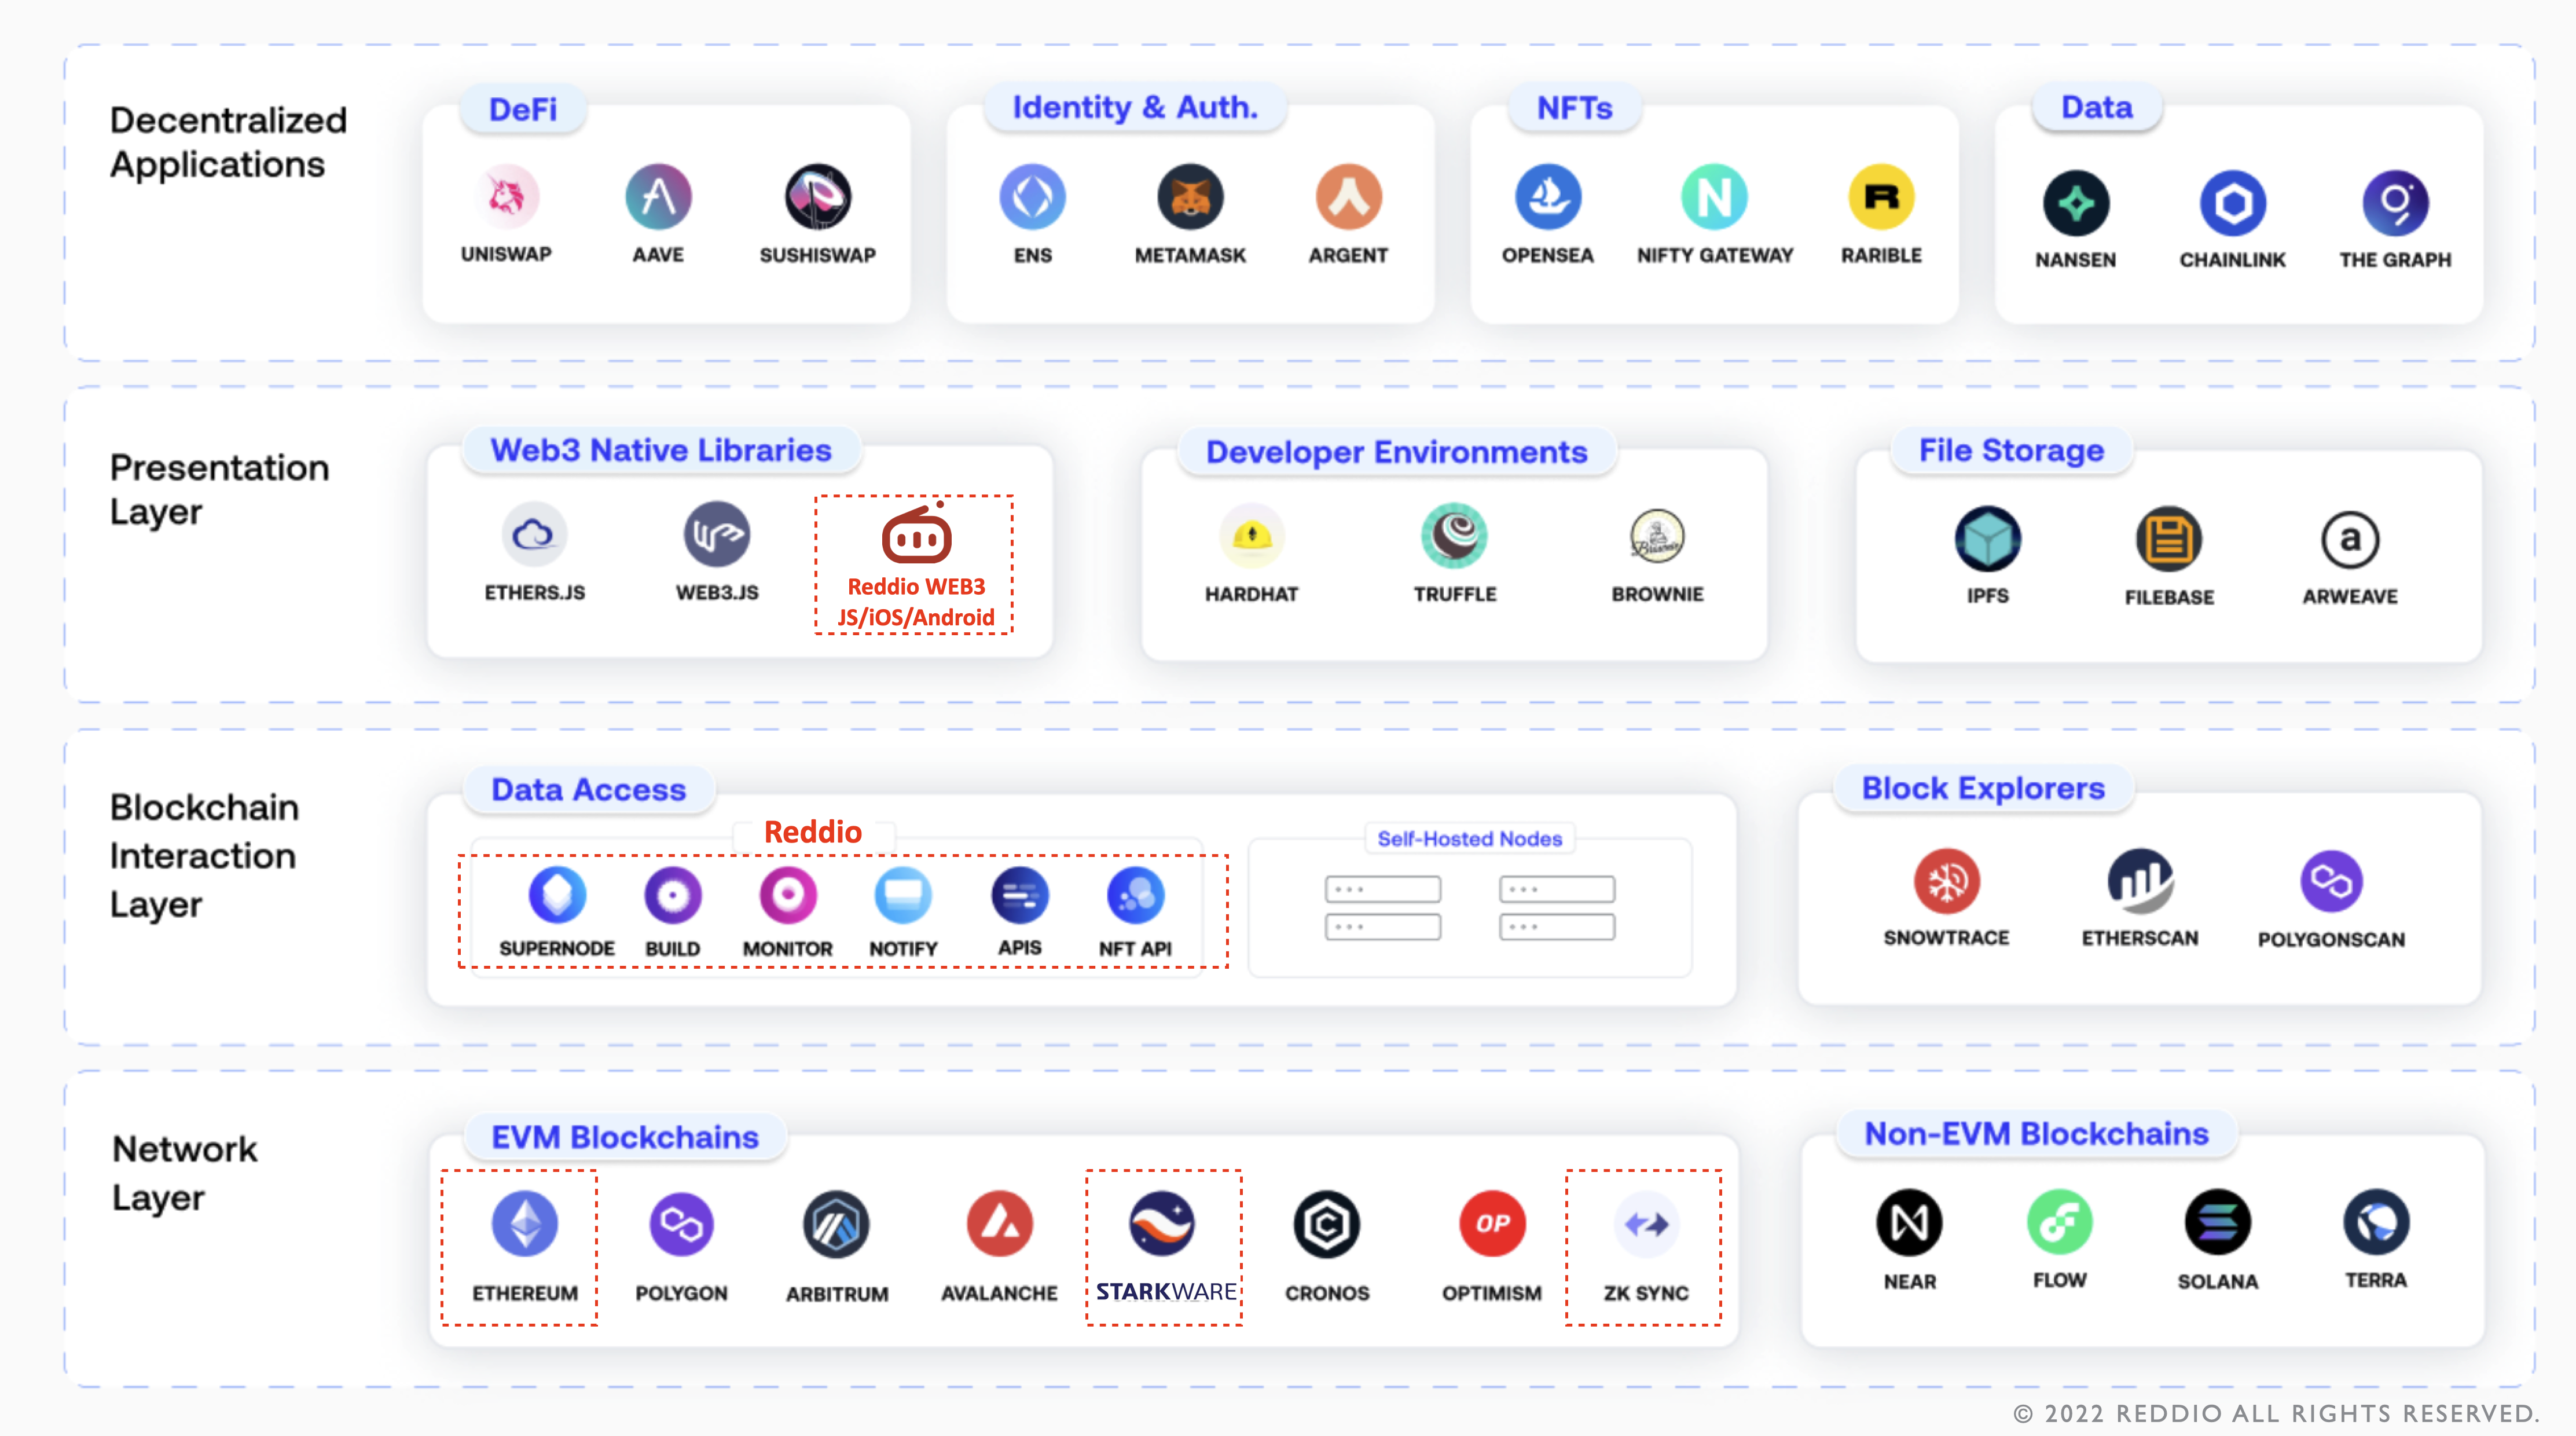 Decentralized
Applications
DeFi
UNISWAP
AAVE
SUSHISWAP
Identity & Auth.
ENS
METAMASK
ARGENT
NFTs
OPENSEA
NIFTY GATEWAY
RARIBLE
Data
NANSEN
CHAINLINK
THE GRAPH
Presentation
Layer
Web3 Native Libraries
ETHERS.JS
WEB3.JS
Reddio WEB3
JS/iOS/Android
Developer Environments
HARDHAT
TRUFFLE
Brownie
BROWNIE
File Storage
IPFS
FILEBASE
a
ARWEAVE
Blockchain
Interaction
Layer
Data Access
Reddio
SUPERNODE
BUILD
MONITOR
NOTIFY
APIS
NFT API
Self-Hosted Nodes
Block Explorers
SNOWTRACE
ETHERSCAN
POLYGONSCAN
Network
Layer
EVM Blockchains
ETHEREUM
POLYGON
ARBITRUM
AVALANCHE
STARKWARE
CRONOS
OP
OPTIMISM
ZK SYNC
Non-EVM Blockchains
NEAR
FLOW
SOLANA
TERRA
© 2022 REDDIO ALL RIGHTS RESERVED.